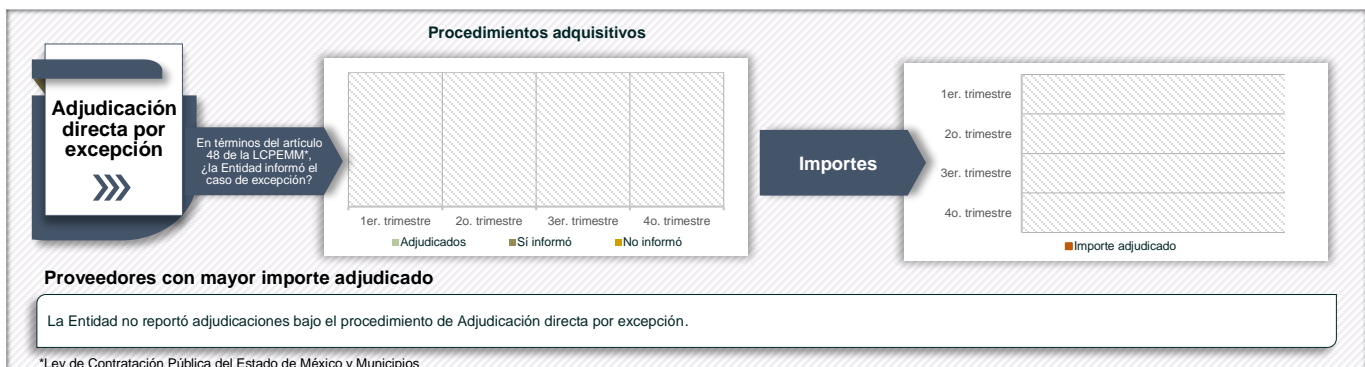 Procedimientos adquisitivos
Adjudicación
directa por
excepción
En términos del artículo
48 de la LCPEMM*,
¿la Entidad informó el
caso de excepción?
1er. trimestre 2o. trimestre 3er. trimestre 4o. trimestre
Adjudicados Sí informó No informó
Importes
1er. trimestre
2o. trimestre
3er. trimestre
4o. trimestre
Importe adjudicado
Proveedores con mayor importe adjudicado
La Entidad no reportó adjudicaciones bajo el procedimiento de Adjudicación directa por excepción.
*Ley de Contratación Pública del Estado de México y Municipios